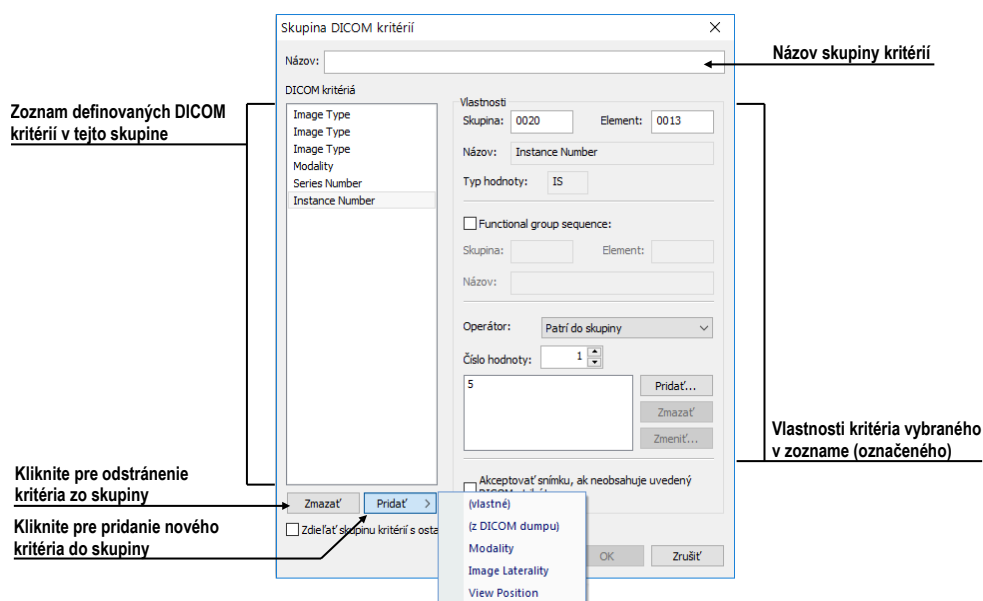 Skupina DICOM kritérií
Názov:
Názov skupiny kritérií
DICOM kritériá
Zoznam definovaných DICOM
kritérií v tejto skupine
Image Type
Image Type
Image Type
Modality
Series Number
Instance Number
Vlastnosti
Skupina: 0020 Element: 0013
Názov: Instance Number
Typ hodnoty: IS
Functional group sequence:
Skupina: Element:
Názov:
Operátor: Patrí do skupiny
Číslo hodnoty: 1
5
Pridať...
Zmazať
Zmeniť...
Vlastnosti kritéria vybraného
v zozname (označeného)
Akceptovať snímku, ak neobsahuje uvedený
DICOM
Kliknite pre odstránenie
kritéria zo skupiny
Kliknite pre pridanie nového
kritéria do skupiny
Zmazať Pridať >
Zdieľať skupinu kritérií s osta
(vlastné)
(z DICOM dumpu)
Modality
Image Laterality
View Position
OK Zrušiť